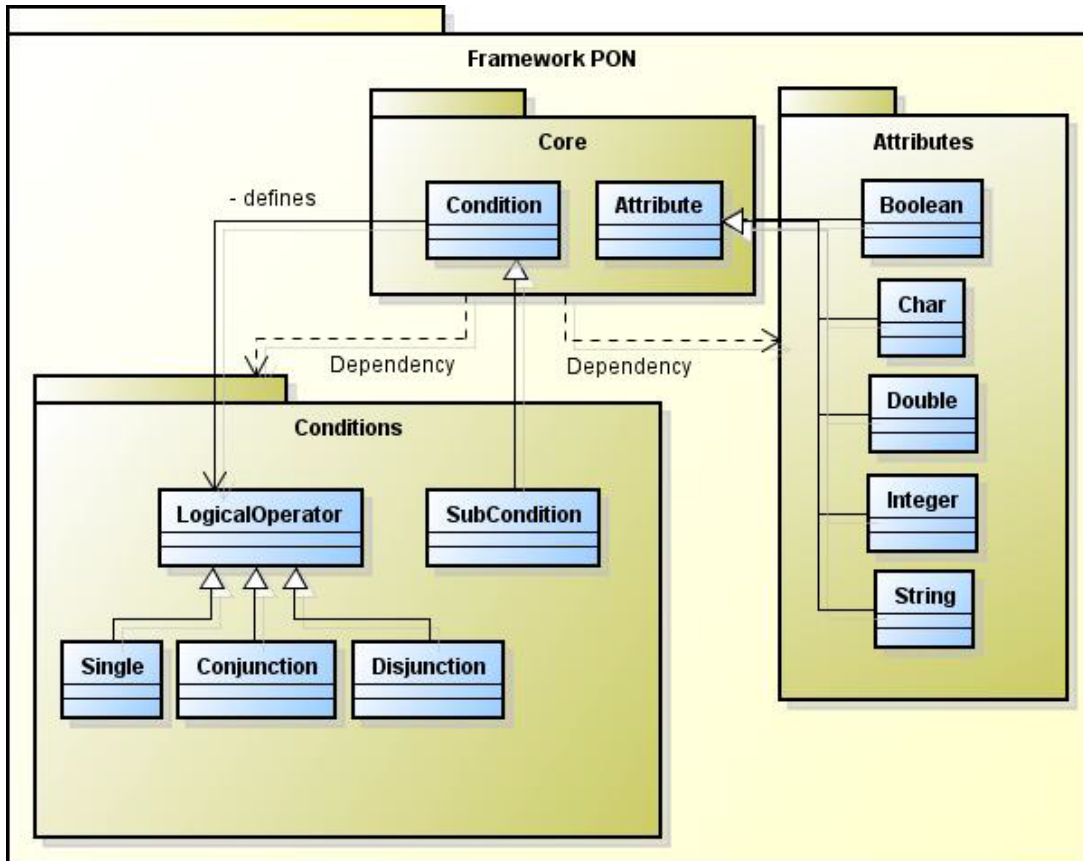 Framework PON
Core
Attributes
Condition
Attribute
Boolean
- defines
Char
Dependency
Dependency
Double
Conditions
LogicalOperator
SubCondition
Integer
String
Single
Conjunction
Disjunction